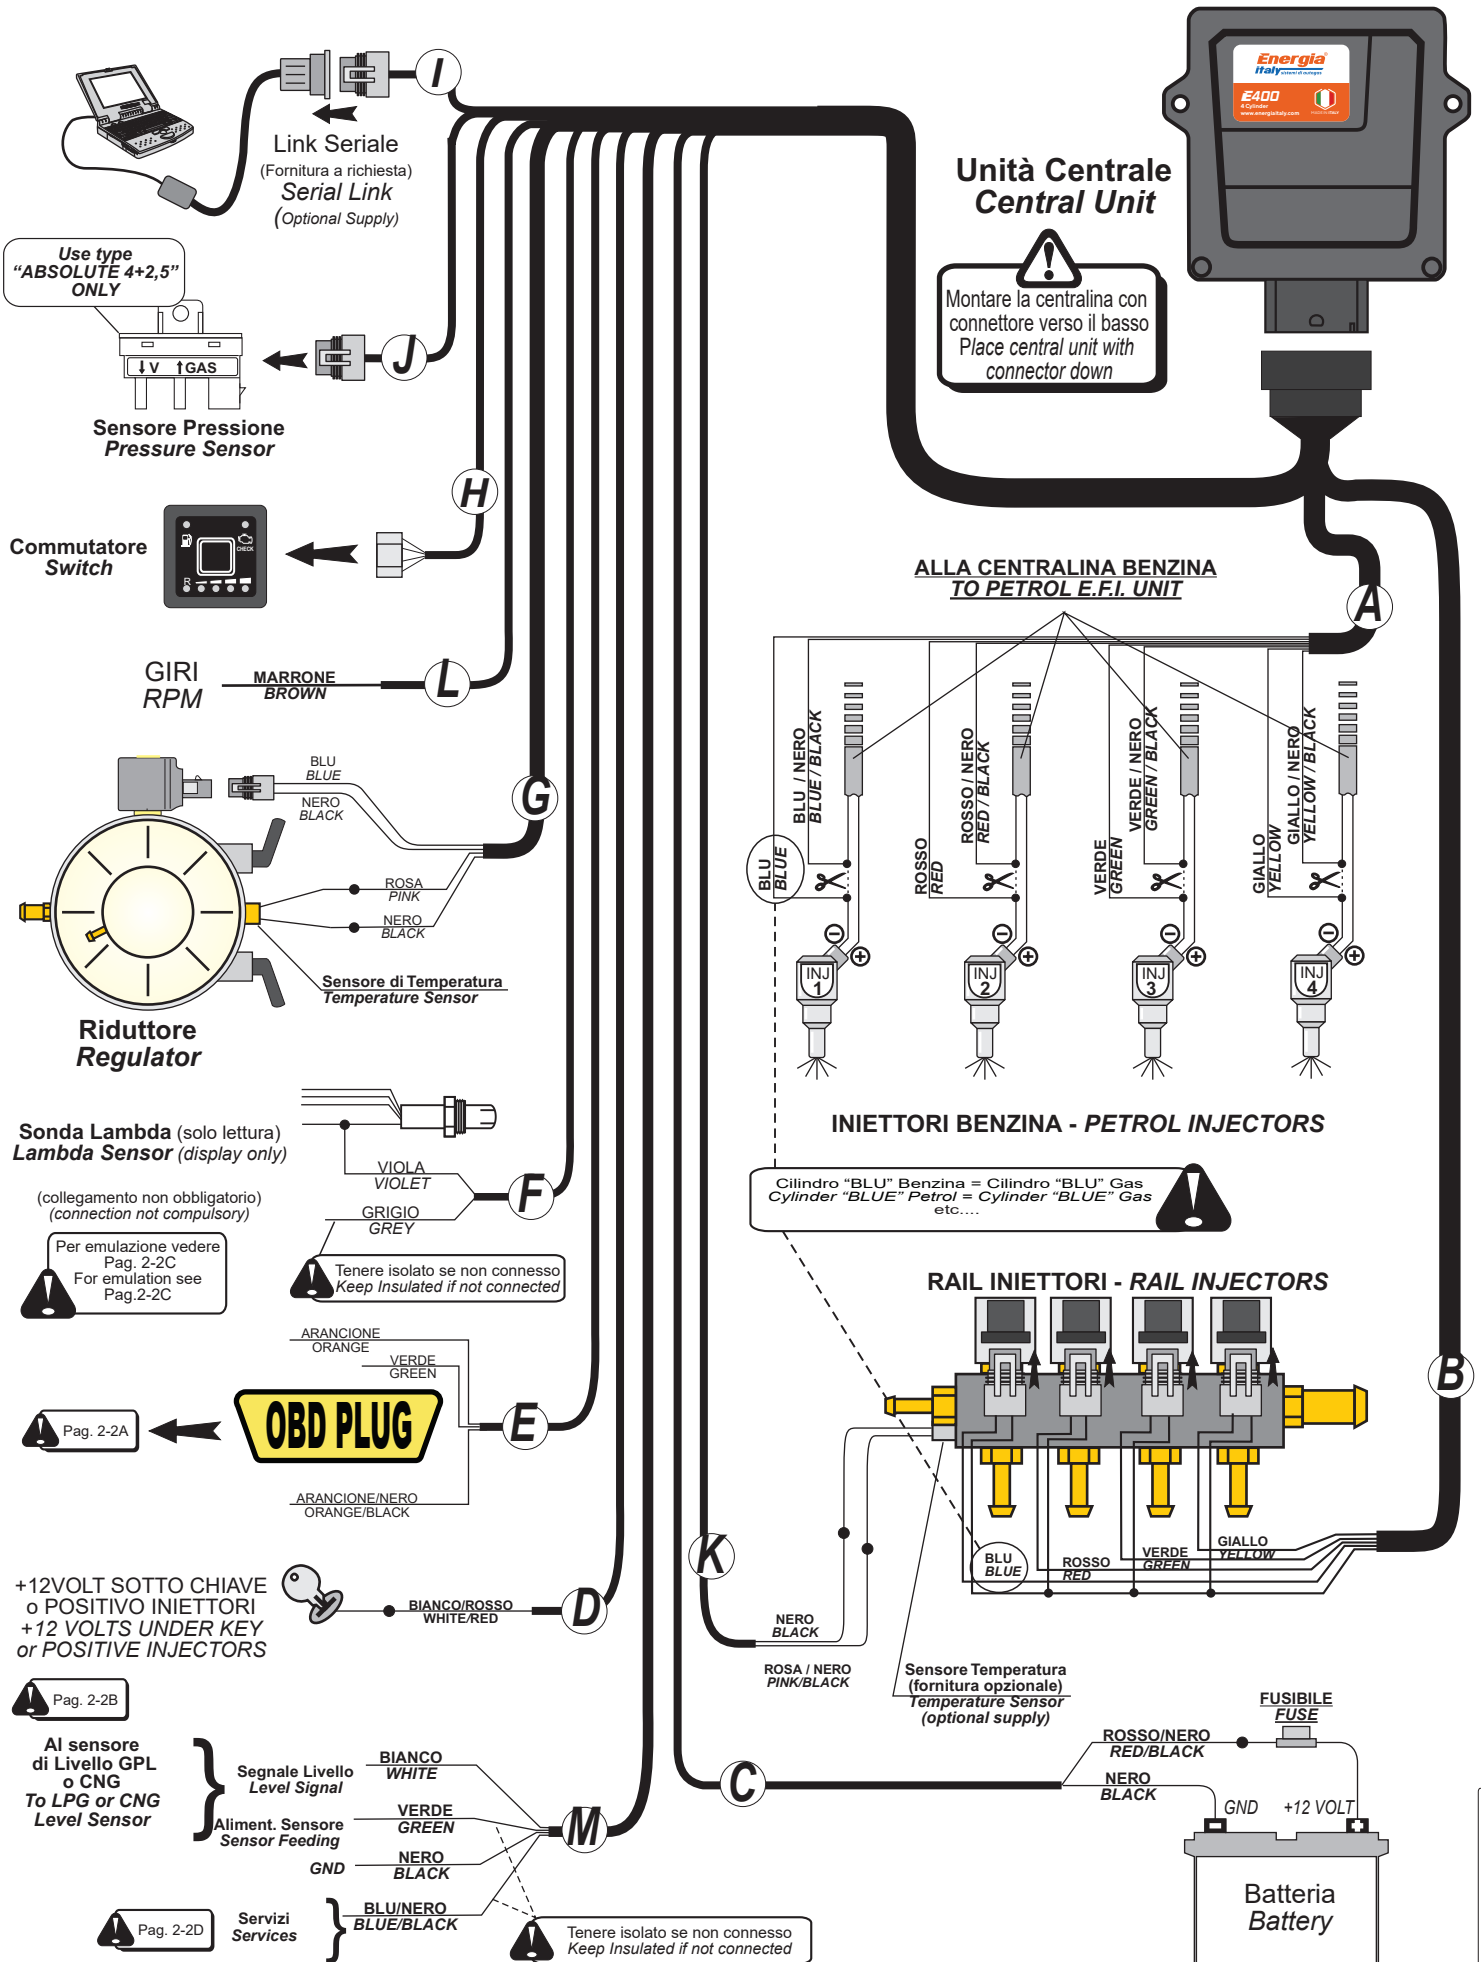 Energia
italy sistemi di autogas
E400
4 Cylinder
www.energiaitaly.com
MADE IN ITALY
I
Link Seriale
(Fornitura a richiesta)
Serial Link
(Optional Supply)
Unità Centrale
Central Unit
Montare la centralina con
connettore verso il basso
Place central unit with
connector down
Use type
“ABSOLUTE 4+2,5”
ONLY
V GAS
J
Sensore Pressione
Pressure Sensor
H
Commutatore
Switch
CHECK
R
ALLA CENTRALINA BENZINA
TO PETROL E.F.I. UNIT
A
GIRI
RPM
MARRONE
BROWN
L
BLU
BLUE
NERO
BLACK
G
ROSA
PINK
NERO
BLACK
Sensore di Temperatura
Temperature Sensor
Riduttore
Regulator
BLU / NERO
BLUE / BLACK
BLU
BLUE
ROSSO / NERO
RED / BLACK
ROSSO
RED
VERDE / NERO
GREEN / BLACK
VERDE
GREEN
GIALLO / NERO
YELLOW / BLACK
GIALLO
YELLOW
INJ
1
INJ
2
INJ
3
INJ
4
INIETTORI BENZINA - PETROL INJECTORS
Sonda Lambda (solo lettura)
Lambda Sensor (display only)
(collegamento non obbligatorio)
(connection not compulsory)
VIOLA
VIOLET
GRIGIO
GREY
F
Per emulazione vedere
Pag. 2-2C
For emulation see
Pag.2-2C
Tenere isolato se non connesso
Keep Insulated if not connected
Cilindro “BLU” Benzina = Cilindro “BLU” Gas
Cylinder “BLUE” Petrol = Cylinder “BLUE” Gas
etc....
RAIL INIETTORI - RAIL INJECTORS
B
ARANCIONE
ORANGE
VERDE
GREEN
Pag. 2-2A
OBD PLUG
E
ARANCIONE/NERO
ORANGE/BLACK
K
BLU
BLUE
ROSSO
RED
VERDE
GREEN
GIALLO
YELLOW
+12VOLT SOTTO CHIAVE
o POSITIVO INIETTORI
+12 VOLTS UNDER KEY
or POSITIVE INJECTORS
BIANCO/ROSSO
WHITE/RED
D
NERO
BLACK
ROSA / NERO
PINK/BLACK
Sensore Temperatura
(fornitura opzionale)
Temperature Sensor
(optional supply)
Pag. 2-2B
Al sensore
di Livello GPL
o CNG
To LPG or CNG
Level Sensor
Segnale Livello
Level Signal
BIANCO
WHITE
Aliment. Sensore
Sensor Feeding
VERDE
GREEN
GND
NERO
BLACK
M
C
FUSIBILE
FUSE
ROSSO/NERO
RED/BLACK
NERO
BLACK
GND
+12 VOLT
Batteria
Battery
Pag. 2-2D
Servizi
Services
BLU/NERO
BLUE/BLACK
Tenere isolato se non connesso
Keep Insulated if not connected